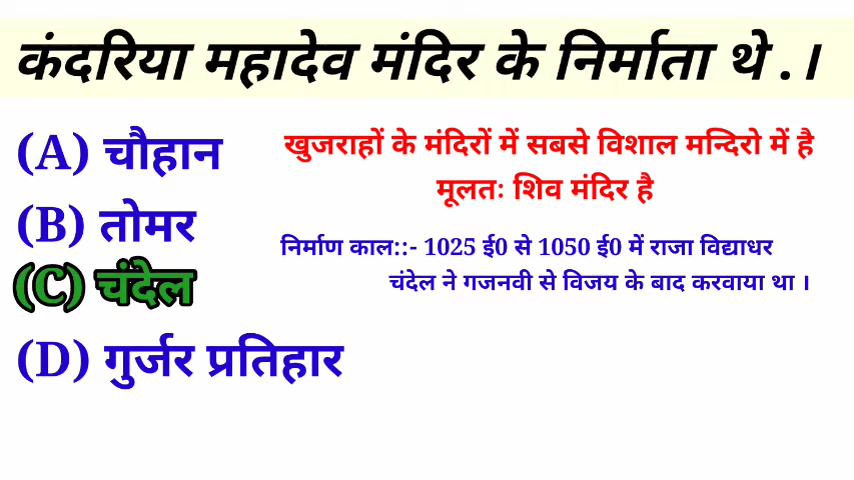 कंदरिया महादेव मंदिर के निर्माता थे .।
(A) चौहान
(B) तोमर
(C) चंदेल
(D) गुर्जर प्रतिहार
खुजराहों के मंदिरों में सबसे विशाल मन्दिरो में है
मूलतः शिव मंदिर है
निर्माण काल::- 1025 ई0 से 1050 ई0 में राजा विद्याधर
चंदेल ने गजनवी से विजय के बाद करवाया था ।